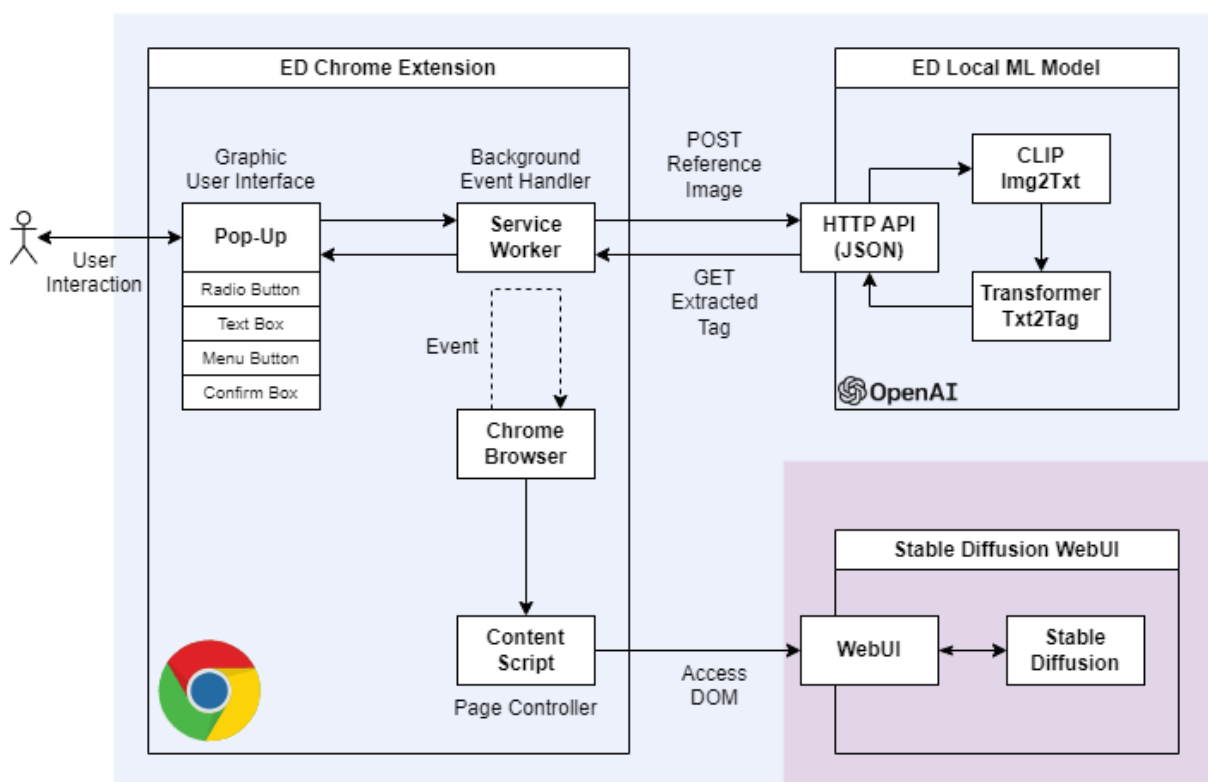 ED Chrome Extension
ED Local ML Model
Graphic
User Interface
Background
Event Handler
POST
Reference
Image
CLIP
Img2Txt
Pop-Up
Service
Worker
HTTP API
(JSON)
User
Interaction
GET
Extracted
Tag
Transformer
Txt2Tag
Radio Button
Text Box
Menu Button
Confirm Box
Event
OpenAI
Chrome
Browser
Stable Diffusion WebUI
Content
Script
Access
DOM
WebUI
Stable
Diffusion
Page Controller